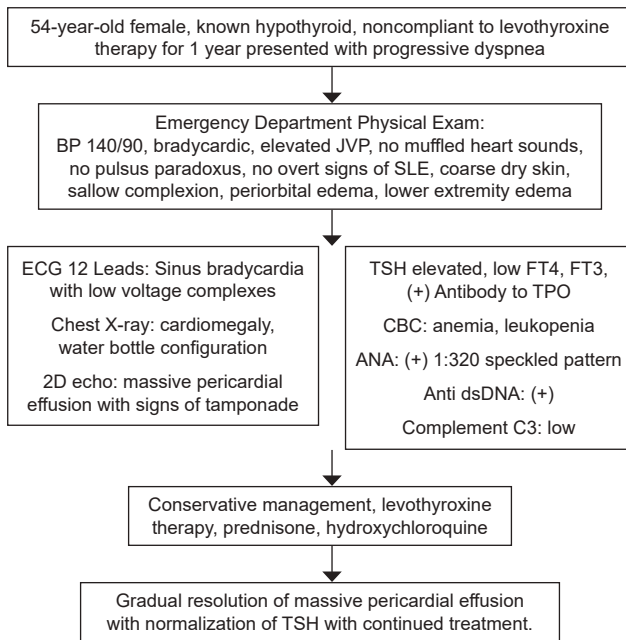 54-year-old female, known hypothyroid, noncompliant to levothyroxine
therapy for 1 year presented with progressive dyspnea
Emergency Department Physical Exam:
BP 140/90, bradycardic, elevated JVP, no muffled heart sounds,
no pulsus paradoxus, no overt signs of SLE, coarse dry skin,
sallow complexion, periorbital edema, lower extremity edema
ECG 12 Leads: Sinus bradycardia
with low voltage complexes
Chest X-ray: cardiomegaly,
water bottle configuration
2D echo: massive pericardial
effusion with signs of tamponade
TSH elevated, low FT4, FT3,
(+) Antibody to TPO
CBC: anemia, leukopenia
ANA: (+) 1:320 speckled pattern
Anti dsDNA: (+)
Complement C3: low
Conservative management, levothyroxine
therapy, prednisone, hydroxychloroquine
Gradual resolution of massive pericardial effusion
with normalization of TSH with continued treatment.